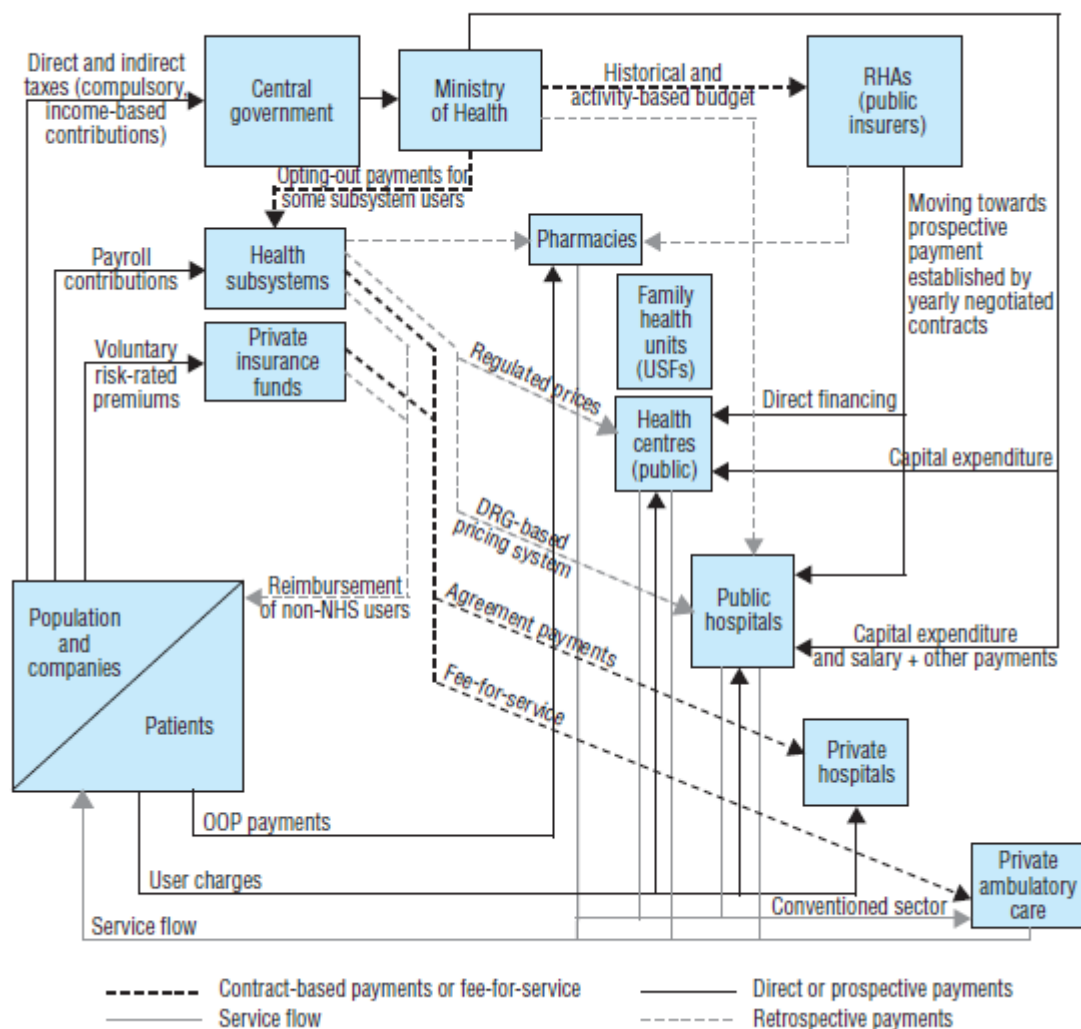 Direct and indirect
taxes (compulsory,
income-based
contributions)
Central
government
Ministry
of Health
Historical and
activity-based budget
RHAs
(public
insurers)
Opting-out payments for
some subsystem users
Moving towards
prospective
payment
established by
yearly negotiated
contracts
Payroll
contributions
Health
subsystems
Pharmacies
Family
health
units
(USFs)
Voluntary
risk-rated
premiums
Private
insurance
funds
Regulated prices
Health
centres
(public)
Direct financing
Capital expenditure
DRG-based
pricing system
Reimbursement
of non-NHS users
Population
and
companies
Patients
Agreement payments
Public
hospitals
Capital expenditure
and salary + other payments
Fee-for-service
Private
hospitals
OOP payments
User charges
Private
ambulatory
care
Conventioned sector
Service flow
Contract-based payments or fee-for-service
Direct or prospective payments
Service flow
Retrospective payments